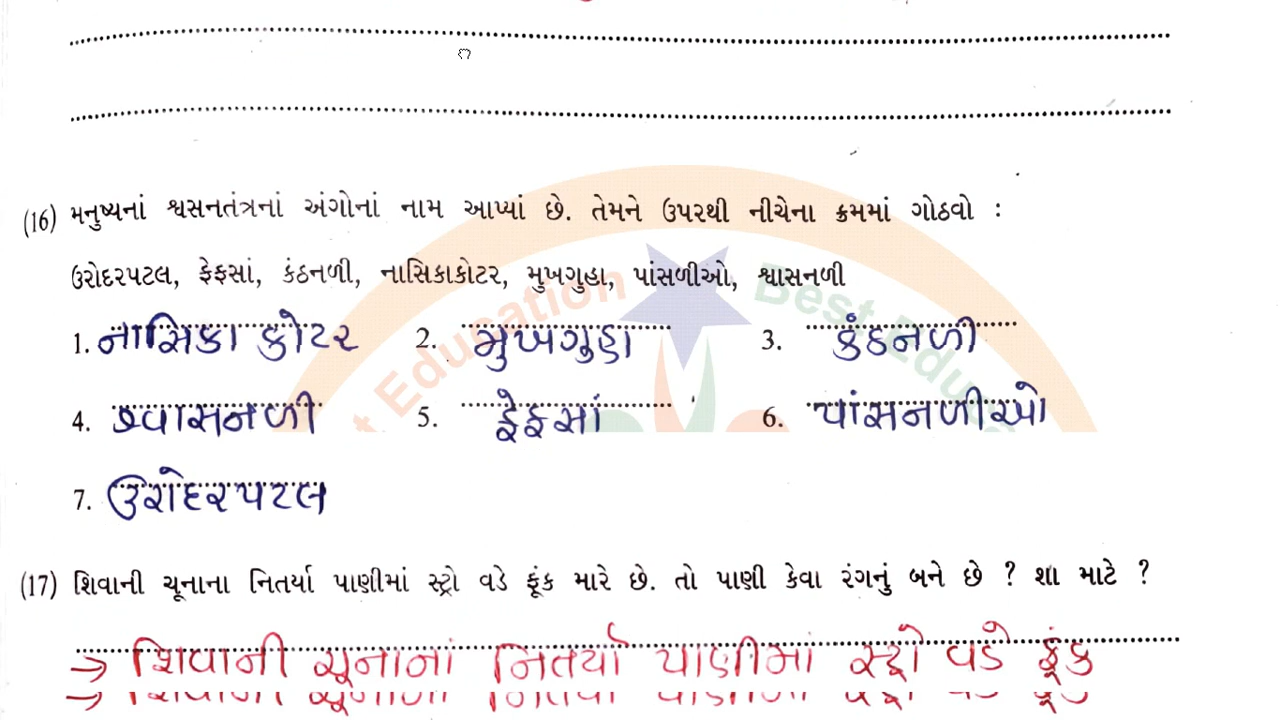 (16) મનુષ્યનાં શ્વસનતંત્રનાં અંગોનાં નામ આપ્યાં છે. તેમને ઉપરથી નીચેના ક્રમમાં ગોઠવો :
ઉરોદરપટલ, ફેફસાં, કંઠનળી, નાસિકાકોટર, મુખગુહા, પાંસળીઓ, શ્વાસનળી
1. નાસિકા કોટર 2. મુખગુહા 3. કંઠનળી
4. શ્વાસનળી 5. ફેફસાં 6. પાંસનળીઓ
7. ઉરોદરપટલ
(17) શિવાની ચૂનાના નિતર્યા પાણીમાં સ્ટ્રો વડે ફૂંક મારે છે. તો પાણી કેવા રંગનું બને છે ? શા માટે ?
→ શિવાની ચૂનાનાં નિતર્યા પાણીમાં સ્ટ્રો વડે ફૂંક